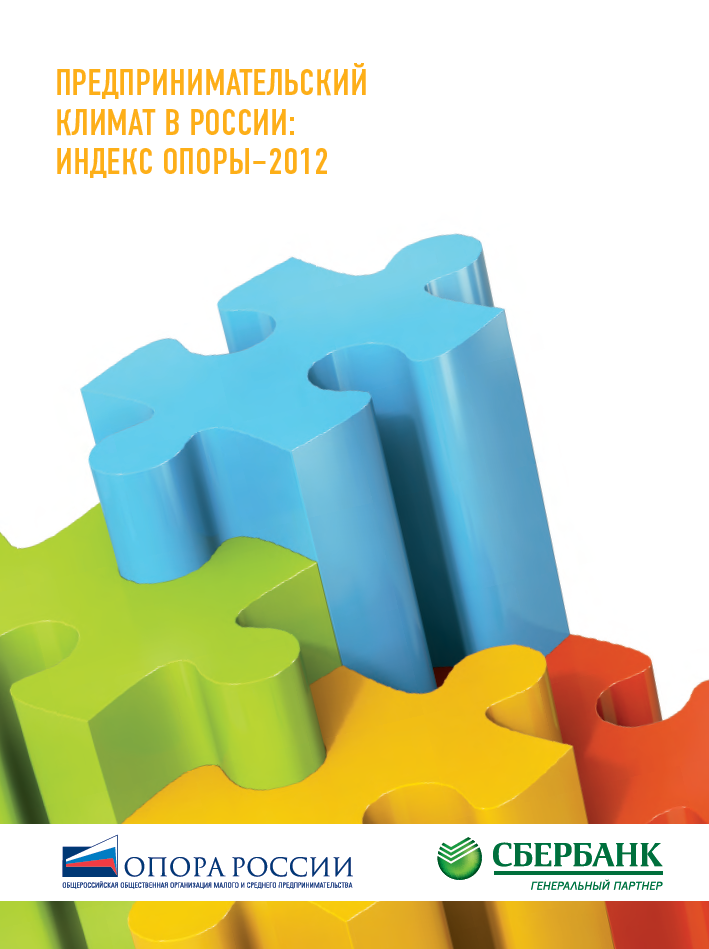 ПРЕДПРИНИМАТЕЛЬСКИЙ
КЛИМАТ В РОССИИ:
ИНДЕКС ОПОРЫ–2012
ОПОРА РОССИИ
ОБЩЕРОССИЙСКАЯ ОБЩЕСТВЕННАЯ ОРГАНИЗАЦИЯ МАЛОГО И СРЕДНЕГО ПРЕДПРИНИМАТЕЛЬСТВА
СБЕРБАНК
ГЕНЕРАЛЬНЫЙ ПАРТНЕР